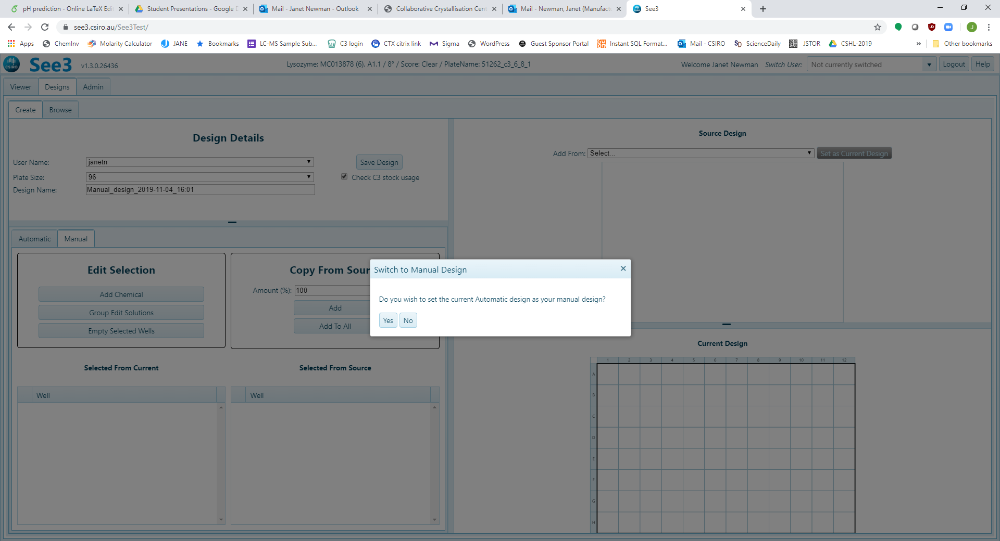 pH prediction - Online LaTeX Edi
Student Presentations - Google D
Mail - Janet Newman - Outlook
Collaborative Crystallisation Cent
Mail - Newman, Janet (Manufact
See3
see3.csiro.au/See3Test/
J
Apps
ChemInv
Molarity Calculator
JANE
Bookmarks
LC-MS Sample Sub...
C3 login
CTX citrix link
Sigma
WordPress
Guest Sponsor Portal
Instant SQL Format...
Mail - CSIRO
ScienceDaily
JSTOR
CSHL-2019
»
Other bookmarks
CSIRO
See3 v1.3.0.26436
Lysozyme: MC013878 (6), A1.1 / 8° / Score: Clear / PlateName: 51262_c3_6_8_1
Welcome Janet Newman
Switch User:
Not currently switched
Logout
Help
Viewer
Designs
Admin
Create
Browse
Design Details
User Name:
janetn
Save Design
Plate Size:
96
Check C3 stock usage
Design Name:
Manual_design_2019-11-04_16:01
Source Design
Add From:
Select...
Set as Current Design
Automatic
Manual
Edit Selection
Add Chemical
Group Edit Solutions
Empty Selected Wells
Copy From Sour
Amount (%):
100
Add
Add To All
Switch to Manual Design
Do you wish to set the current Automatic design as your manual design?
Yes
No
Selected From Current
Well
Selected From Source
Well
Current Design
1 2 3 4 5 6 7 8 9 10 11 12
A
B
C
D
E
F
G
H